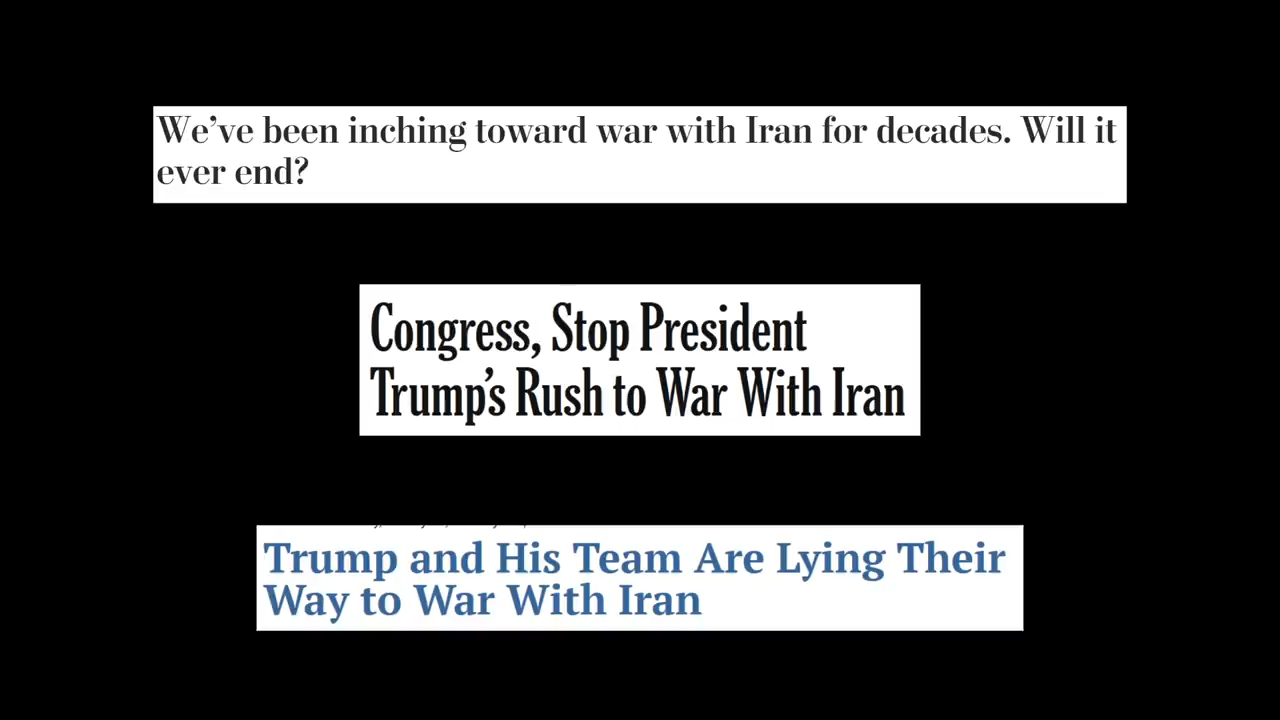 We've been inching toward war with Iran for decades. Will it
ever end?
Congress, Stop President
Trump's Rush to War With Iran
Trump and His Team Are Lying Their
Way to War With Iran